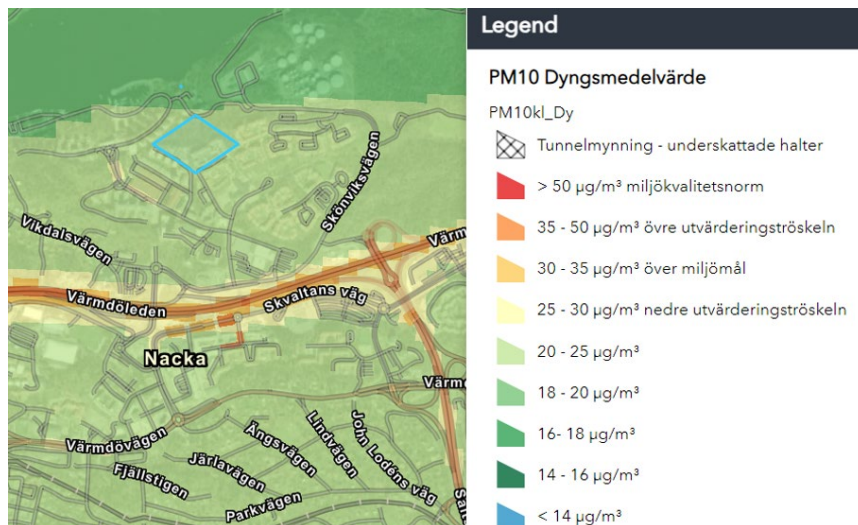 Skönviksvägen
Vikdalsvägen
Värm
Värmdöleden
Skvaltans väg
Nacka
Värmd
Värmdövägen
Ängsvägen
Lindvägen
John Lodéns väg
Järlavägen
Fjällstigen
Parkvägen
Legend
PM10 Dyngsmedelvärde
PM10kl_Dy
Tunnelmynning - underskattade halter
> 50 µg/m³ miljökvalitetsnorm
35 - 50 µg/m³ övre utvärderingströskeln
30 - 35 µg/m³ över miljömål
25 - 30 µg/m³ nedre utvärderingströskeln
20 - 25 µg/m³
18 - 20 µg/m³
16- 18 µg/m³
14 - 16 µg/m³
< 14 µg/m³